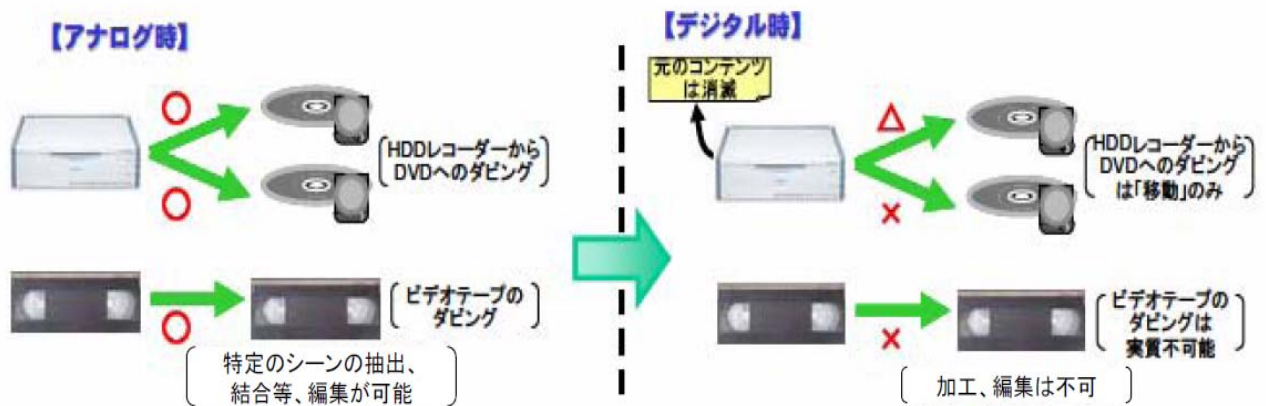 【アナログ時】
○
○
HDDレコーダーから
DVDへのダビング
○
ビデオテープの
ダビング
特定のシーンの抽出、
結合等、編集が可能
【デジタル時】
元のコンテンツ
は消滅
△
×
HDDレコーダーから
DVDへのダビング
は「移動」のみ
×
ビデオテープの
ダビングは
実質不可能
加工、編集は不可